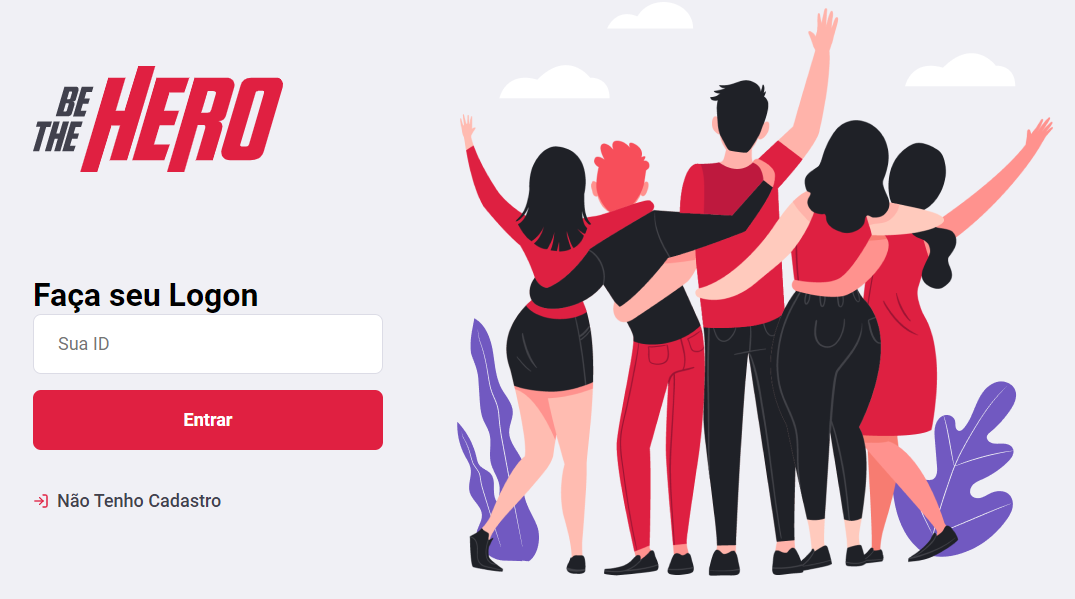 BE
THE
HERO
Faça seu Logon
Sua ID
Entrar
Não Tenho Cadastro